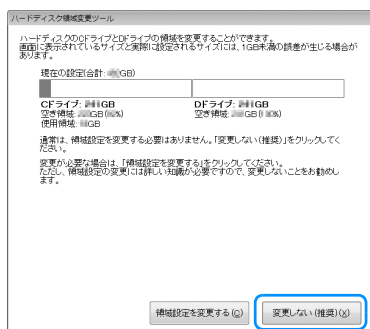 ハードディスク領域変更ツール
ハードディスクのCドライブとDドライブの領域を変更することができます。
画面に表示されているサイズと実際に設定されるサイズには、1GB未満の誤差が生じる場合が
あります。
現在の設定(合計: GB)
Cドライブ: GB
空き領域: GB( %)
使用領域: GB
Dドライブ: GB
空き領域: GB( %)
通常は、領域設定を変更する必要はありません。「変更しない(推奨)」をクリックしてく
ださい。
変更が必要な場合は、「領域設定を変更する」をクリックしてください。
ただし、領域設定の変更には詳しい知識が必要ですので、変更しないことをお勧めし
ます。
領域設定を変更する(C)
変更しない(推奨)(X)